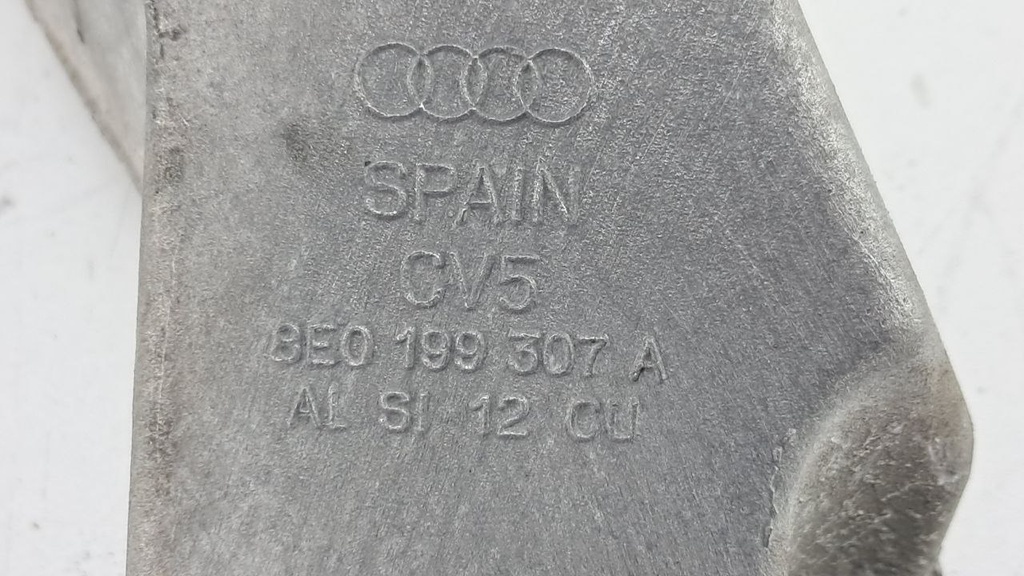 SPAIN
CV5
8E0 199 307 A
AL SI 12 CU